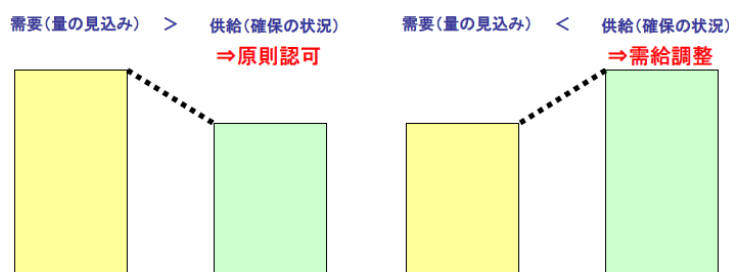 需要(量の見込み) > 供給(確保の状況)
⇒原則認可
需要(量の見込み) < 供給(確保の状況)
⇒需給調整